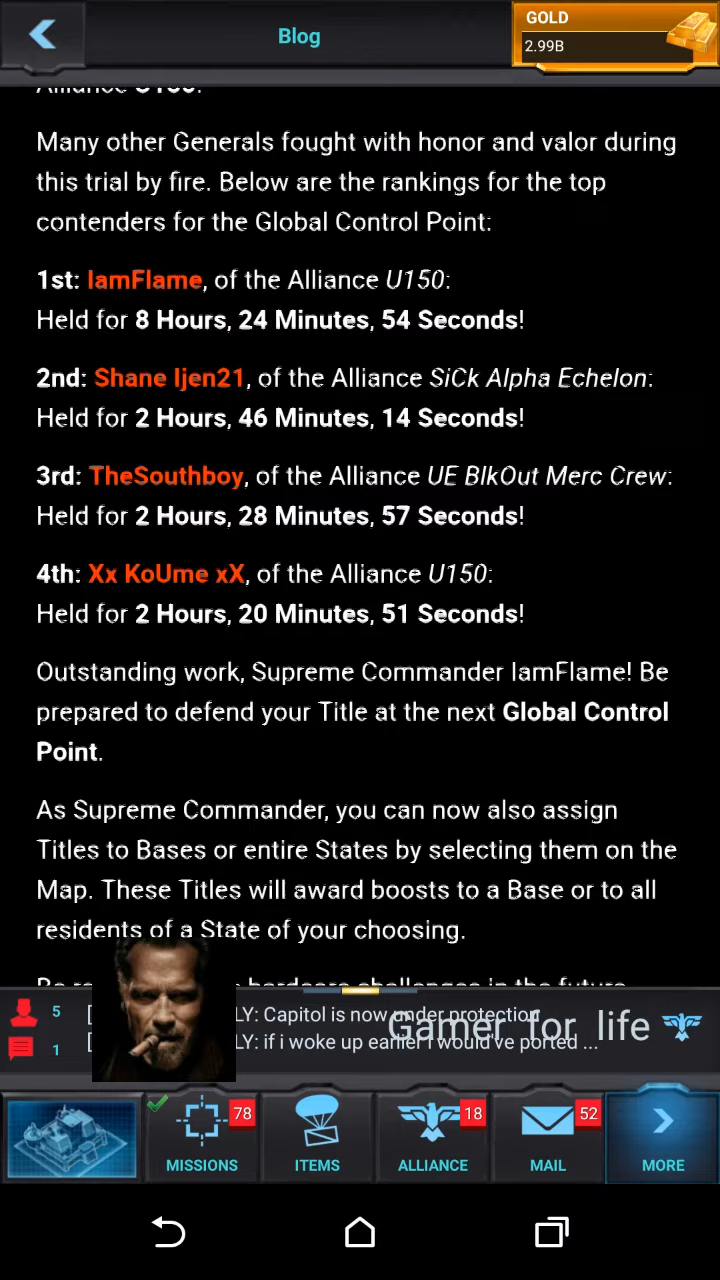 Blog
GOLD
2.99B
Alliance U150.
Many other Generals fought with honor and valor during
this trial by fire. Below are the rankings for the top
contenders for the Global Control Point:
1st: IamFlame, of the Alliance U150:
Held for 8 Hours, 24 Minutes, 54 Seconds!
2nd: Shane Ijen21, of the Alliance SiCk Alpha Echelon:
Held for 2 Hours, 46 Minutes, 14 Seconds!
3rd: TheSouthboy, of the Alliance UE BlkOut Merc Crew:
Held for 2 Hours, 28 Minutes, 57 Seconds!
4th: Xx KoUme xX, of the Alliance U150:
Held for 2 Hours, 20 Minutes, 51 Seconds!
Outstanding work, Supreme Commander IamFlame! Be
prepared to defend your Title at the next Global Control
Point.
As Supreme Commander, you can now also assign
Titles to Bases or entire States by selecting them on the
Map. These Titles will award boosts to a Base or to all
residents of a State of your choosing.
hardcore challenges in the future
5 [ LY: Capitol is now under protection
Gamer for life
1 [ LY: if i woke up earlier i would've ported ...
78
18
52
MISSIONS
ITEMS
ALLIANCE
MAIL
MORE